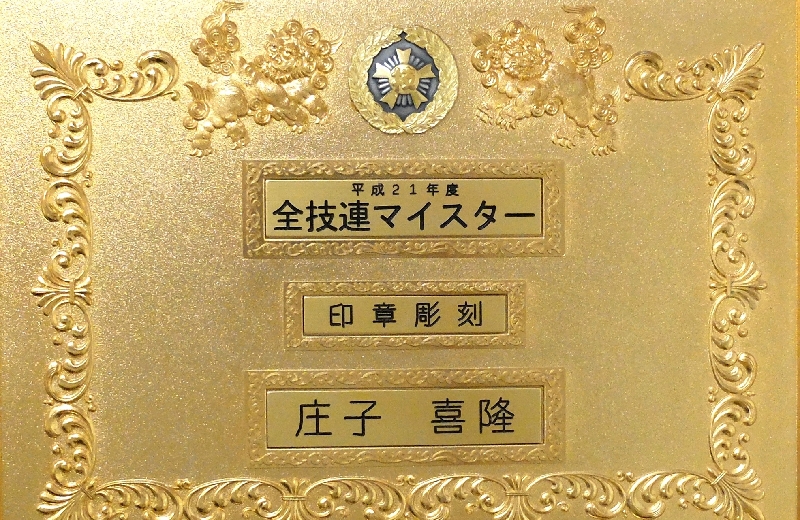 平成21年度
全技連マイスター
印章彫刻
庄子 喜隆